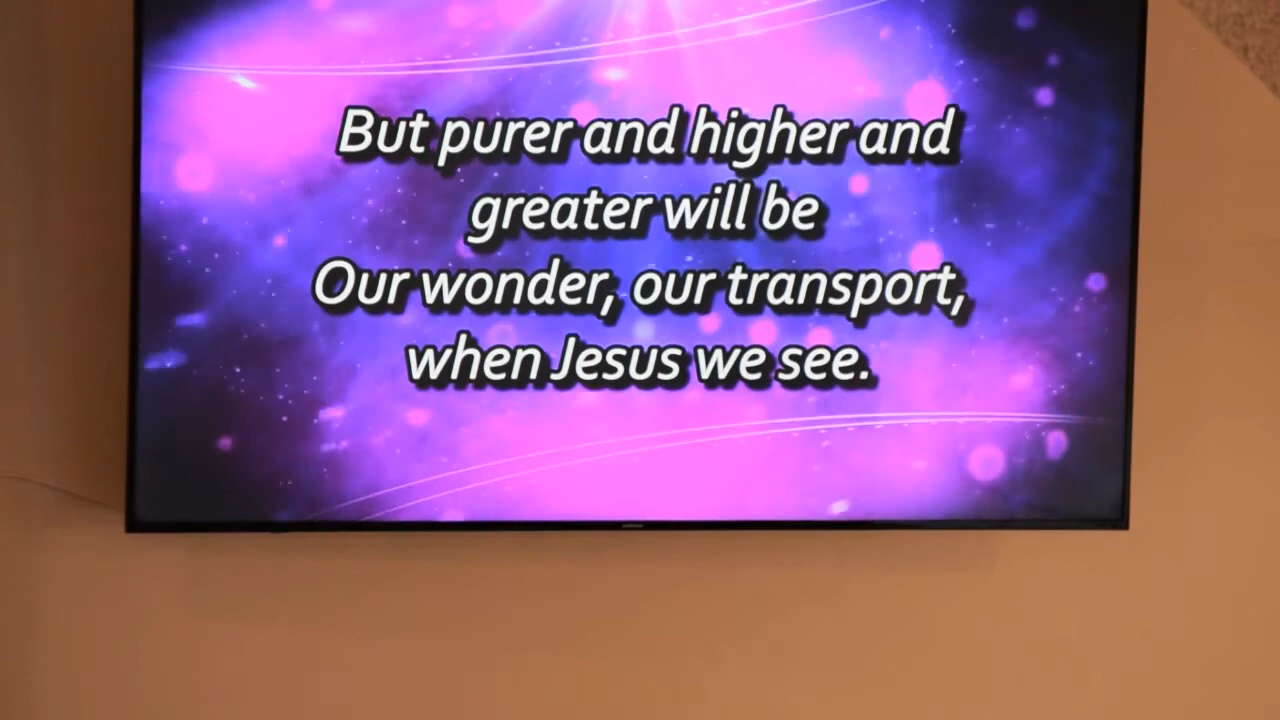 But purer and higher and
greater will be
Our wonder, our transport,
when Jesus we see.